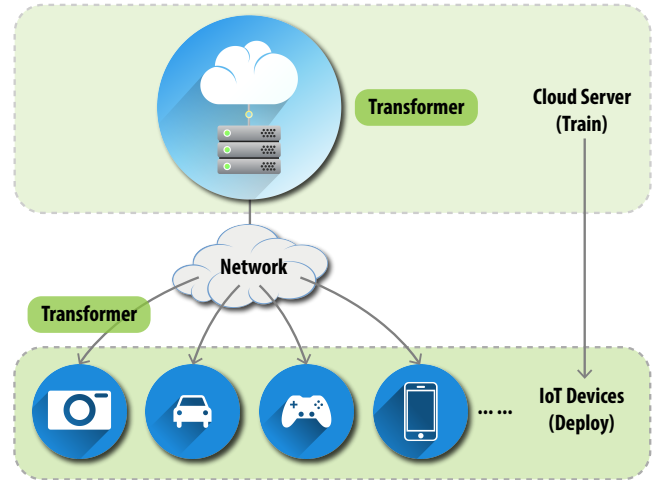 Transformer
Cloud Server
(Train)
Network
Transformer
... ...
IoT Devices
(Deploy)